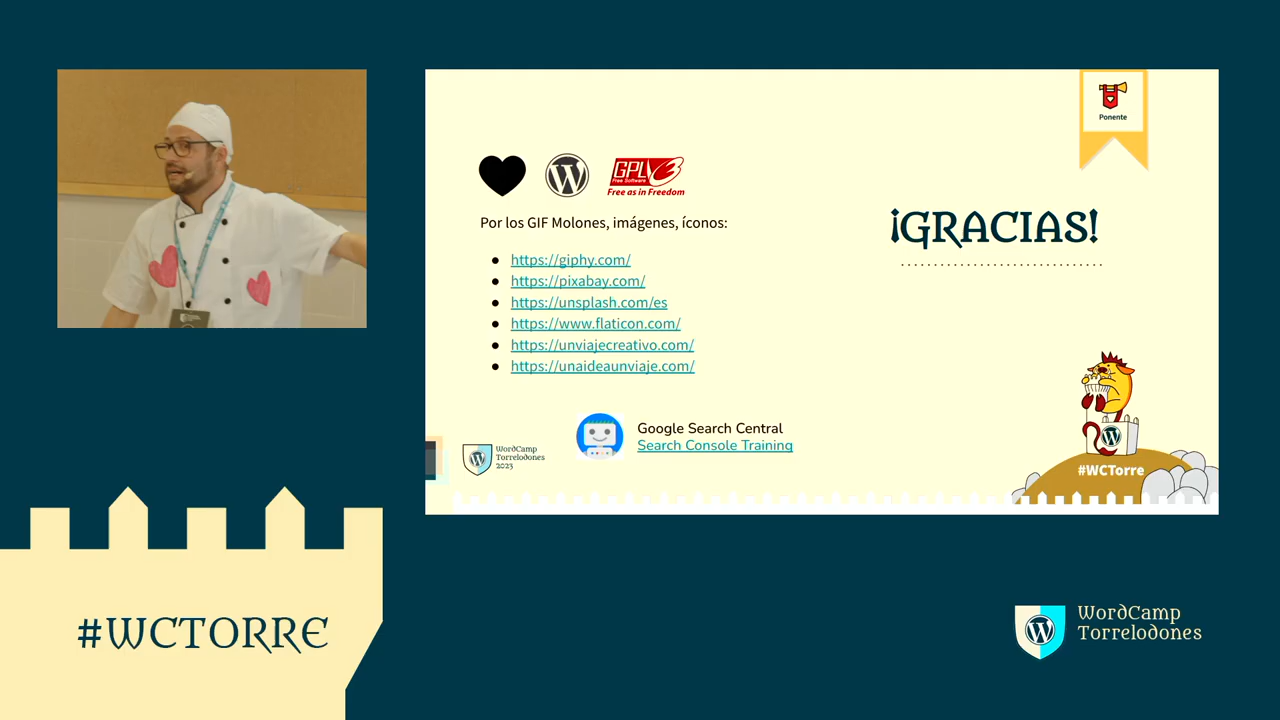 Ponente
GPLv3
Free Software
Free as in Freedom
Por los GIF Molones, imágenes, íconos:
https://giphy.com/
https://pixabay.com/
https://unsplash.com/es
https://www.flaticon.com/
https://unviajecreativo.com/
https://unaideaunviaje.com/
¡GRACIAS!
Google Search Central
Search Console Training
WordCamp
Torrelodones
2023
#WCTorre
#WCTORRE
WordCamp
Torrelodones